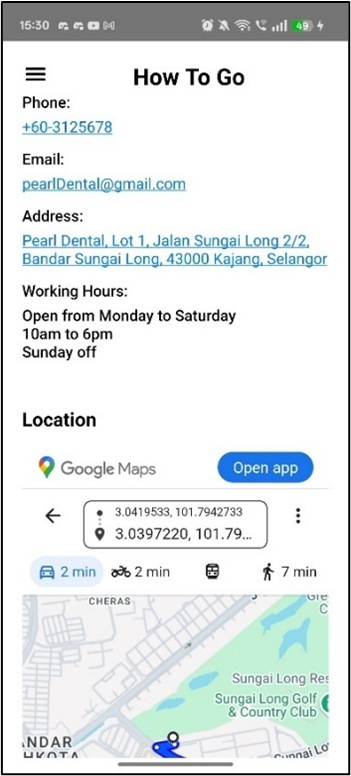 15:30
49
How To Go
Phone:
+60-3125678
Email:
pearlDental@gmail.com
Address:
Pearl Dental, Lot 1, Jalan Sungai Long 2/2,
Bandar Sungai Long, 43000 Kajang, Selangor
Working Hours:
Open from Monday to Saturday
10am to 6pm
Sunday off
Location
Google Maps
Open app
3.0419533, 101.7942733
3.0397220, 101.79...
2 min
2 min
7 min
CHERAS
Gre
C
Sungai Long Res
Sungai Long Golf
& Country Club
NDAR
HKOTA
Sungai Lo